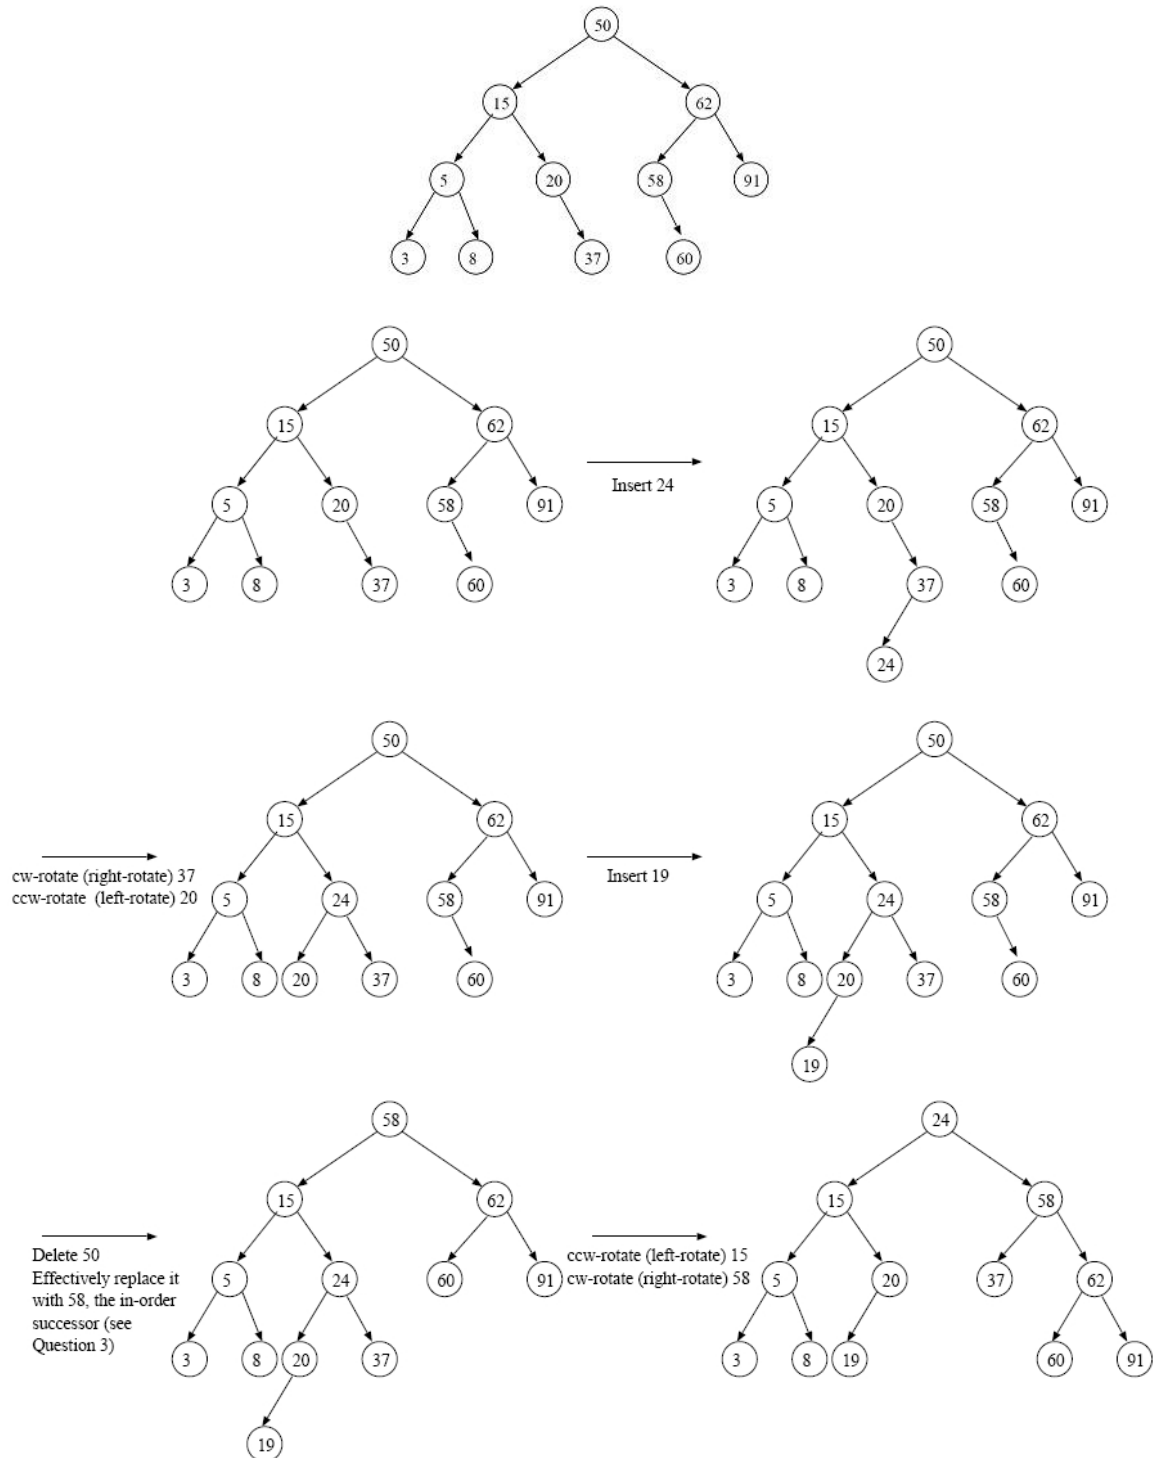 50
15 62
5 20 58 91
3 8 37 60
50 50
15 62 15 62
Insert 24
5 20 58 91 5 20 58 91
3 8 37 60 3 8 37 60
24
50 50
15 62 15 62
cw-rotate (right-rotate) 37
ccw-rotate (left-rotate) 20
Insert 19
5 24 58 91 5 24 58 91
3 8 20 37 60 3 8 20 37 60
19
58 24
15 62 15 58
Delete 50
Effectively replace it
with 58, the in-order
successor (see
Question 3)
ccw-rotate (left-rotate) 15
cw-rotate (right-rotate) 58
5 24 60 91 5 20 37 62
3 8 20 37 3 8 19 60 91
19